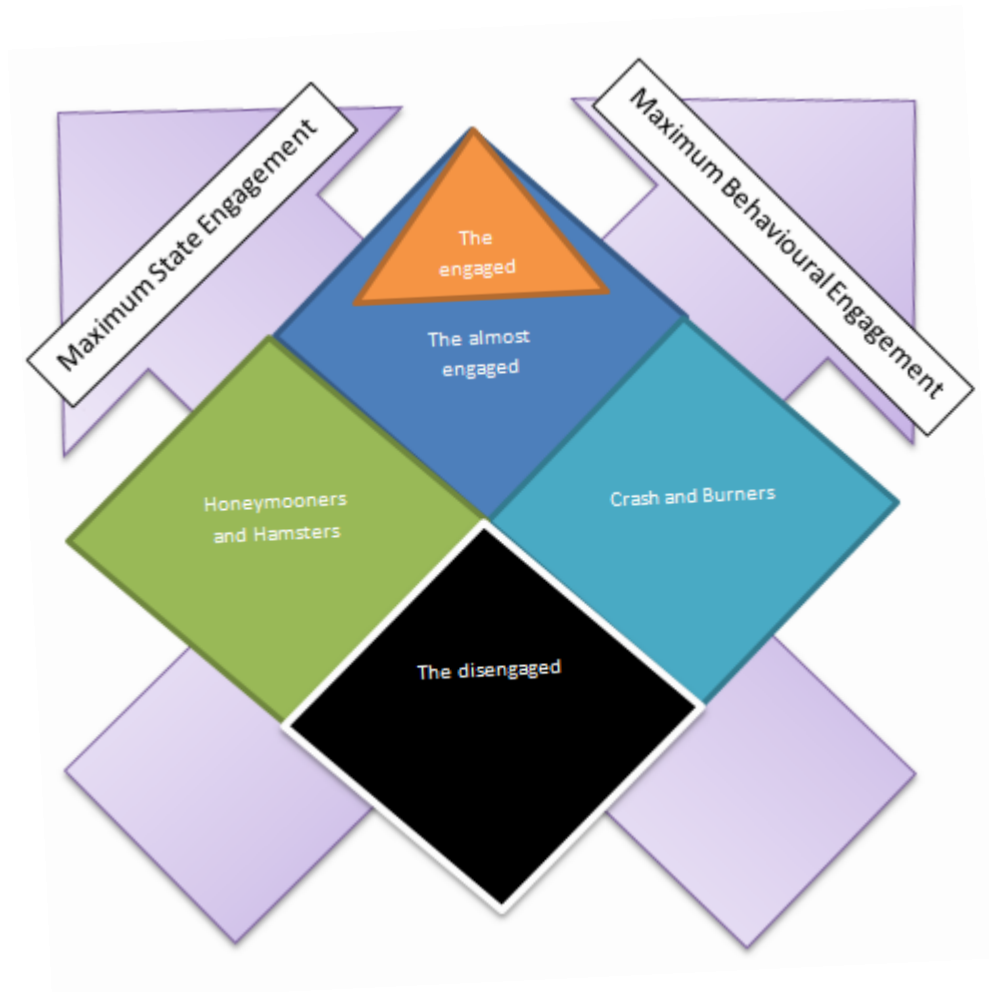 Maximum State Engagement
Maximum Behavioural Engagement
The
engaged
The almost
engaged
Honeymooners
and Hamsters
Crash and Burners
The disengaged